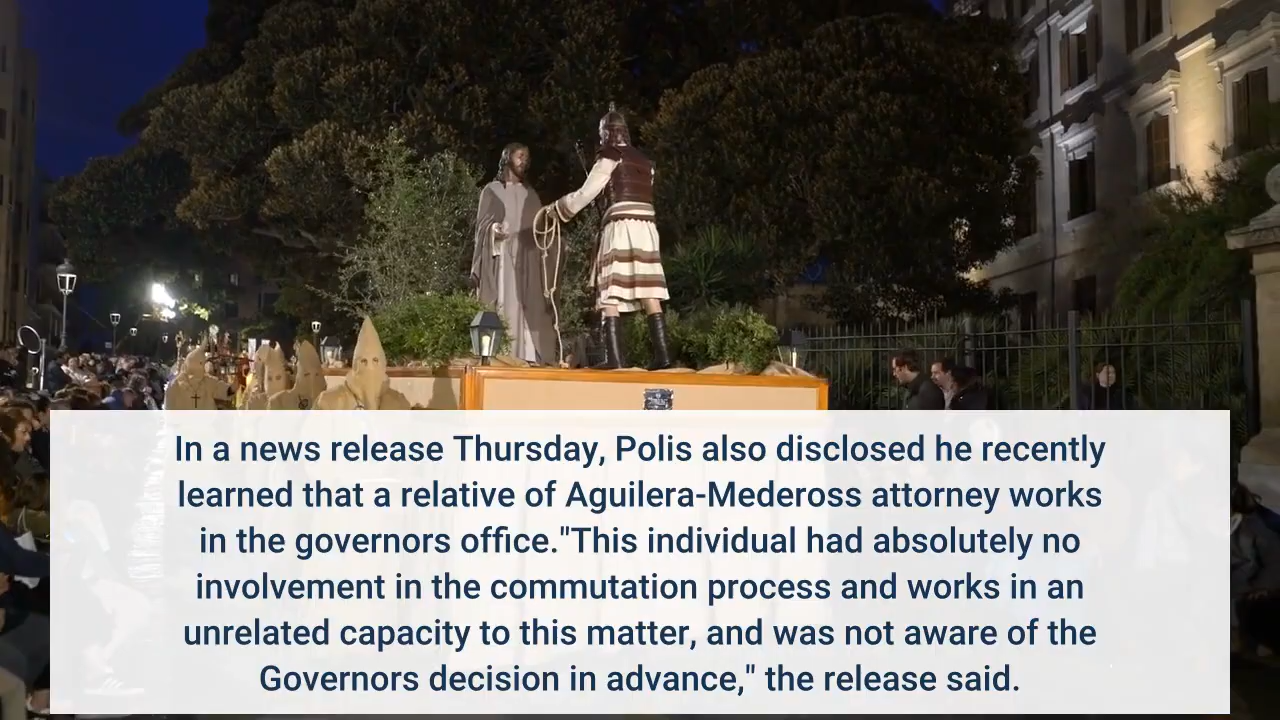 In a news release Thursday, Polis also disclosed he recently
learned that a relative of Aguilera-Medeross attorney works
in the governors office."This individual had absolutely no
involvement in the commutation process and works in an
unrelated capacity to this matter, and was not aware of the
Governors decision in advance," the release said.